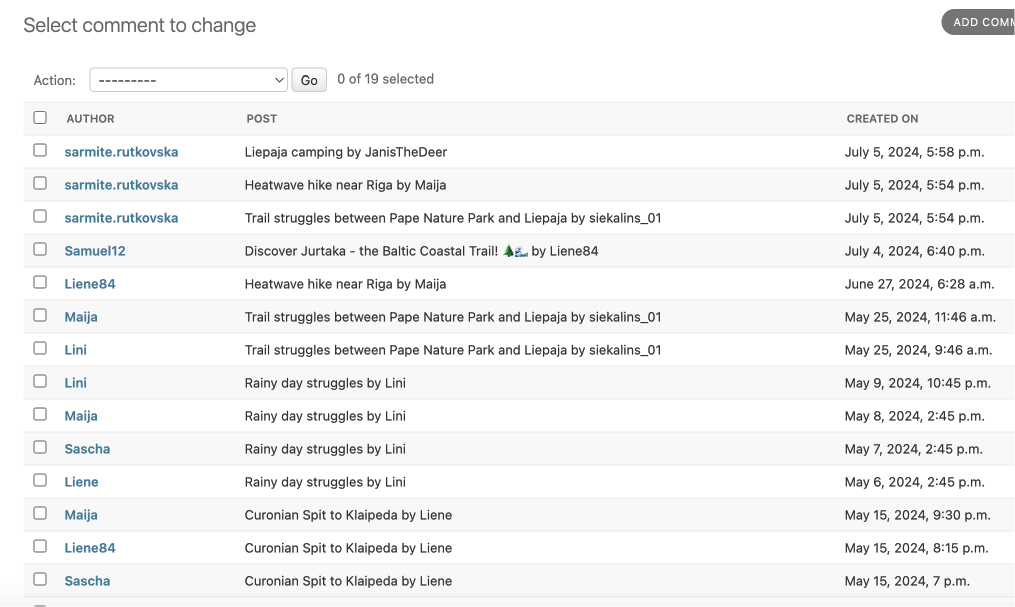 Select comment to change
ADD COMM
Action: --------- Go 0 of 19 selected
AUTHOR POST CREATED ON
sarmite.rutkovska Liepaja camping by JanisTheDeer July 5, 2024, 5:58 p.m.
sarmite.rutkovska Heatwave hike near Riga by Maija July 5, 2024, 5:54 p.m.
sarmite.rutkovska Trail struggles between Pape Nature Park and Liepaja by siekalins_01 July 5, 2024, 5:54 p.m.
Samuel12 Discover Jurtaka - the Baltic Coastal Trail! 🌲🌊 by Liene84 July 4, 2024, 6:40 p.m.
Liene84 Heatwave hike near Riga by Maija June 27, 2024, 6:28 a.m.
Maija Trail struggles between Pape Nature Park and Liepaja by siekalins_01 May 25, 2024, 11:46 a.m.
Lini Trail struggles between Pape Nature Park and Liepaja by siekalins_01 May 25, 2024, 9:46 a.m.
Lini Rainy day struggles by Lini May 9, 2024, 10:45 p.m.
Maija Rainy day struggles by Lini May 8, 2024, 2:45 p.m.
Sascha Rainy day struggles by Lini May 7, 2024, 2:45 p.m.
Liene Rainy day struggles by Lini May 6, 2024, 2:45 p.m.
Maija Curonian Spit to Klaipeda by Liene May 15, 2024, 9:30 p.m.
Liene84 Curonian Spit to Klaipeda by Liene May 15, 2024, 8:15 p.m.
Sascha Curonian Spit to Klaipeda by Liene May 15, 2024, 7 p.m.